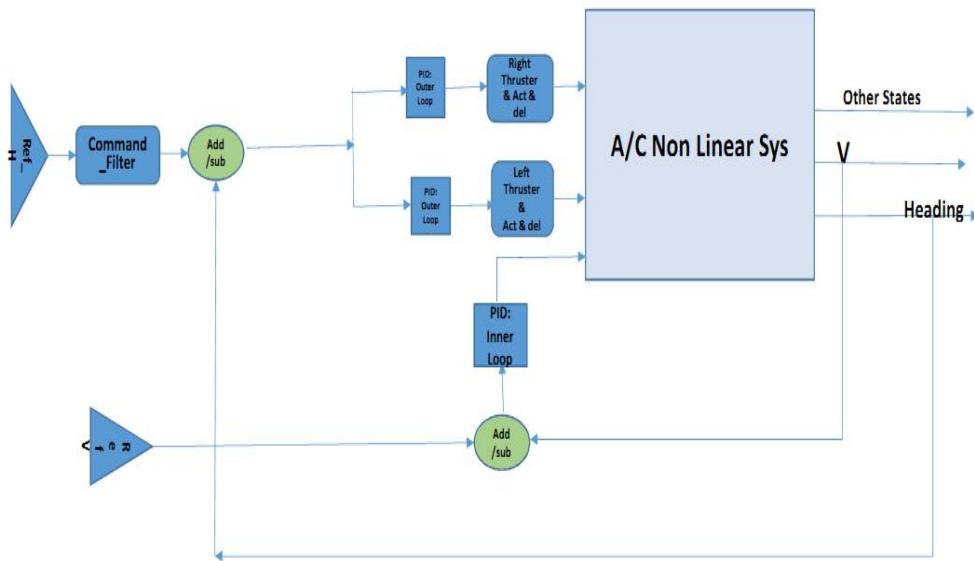 Ref_
H
Command
_Filter
Add
/sub
PID:
Outer
Loop
Right
Thruster
& Act &
del
PID:
Outer
Loop
Left
Thruster
&
Act & del
A/C Non Linear Sys
Other States
V
Heading
PID:
Inner
Loop
R e f
V
Add
/sub